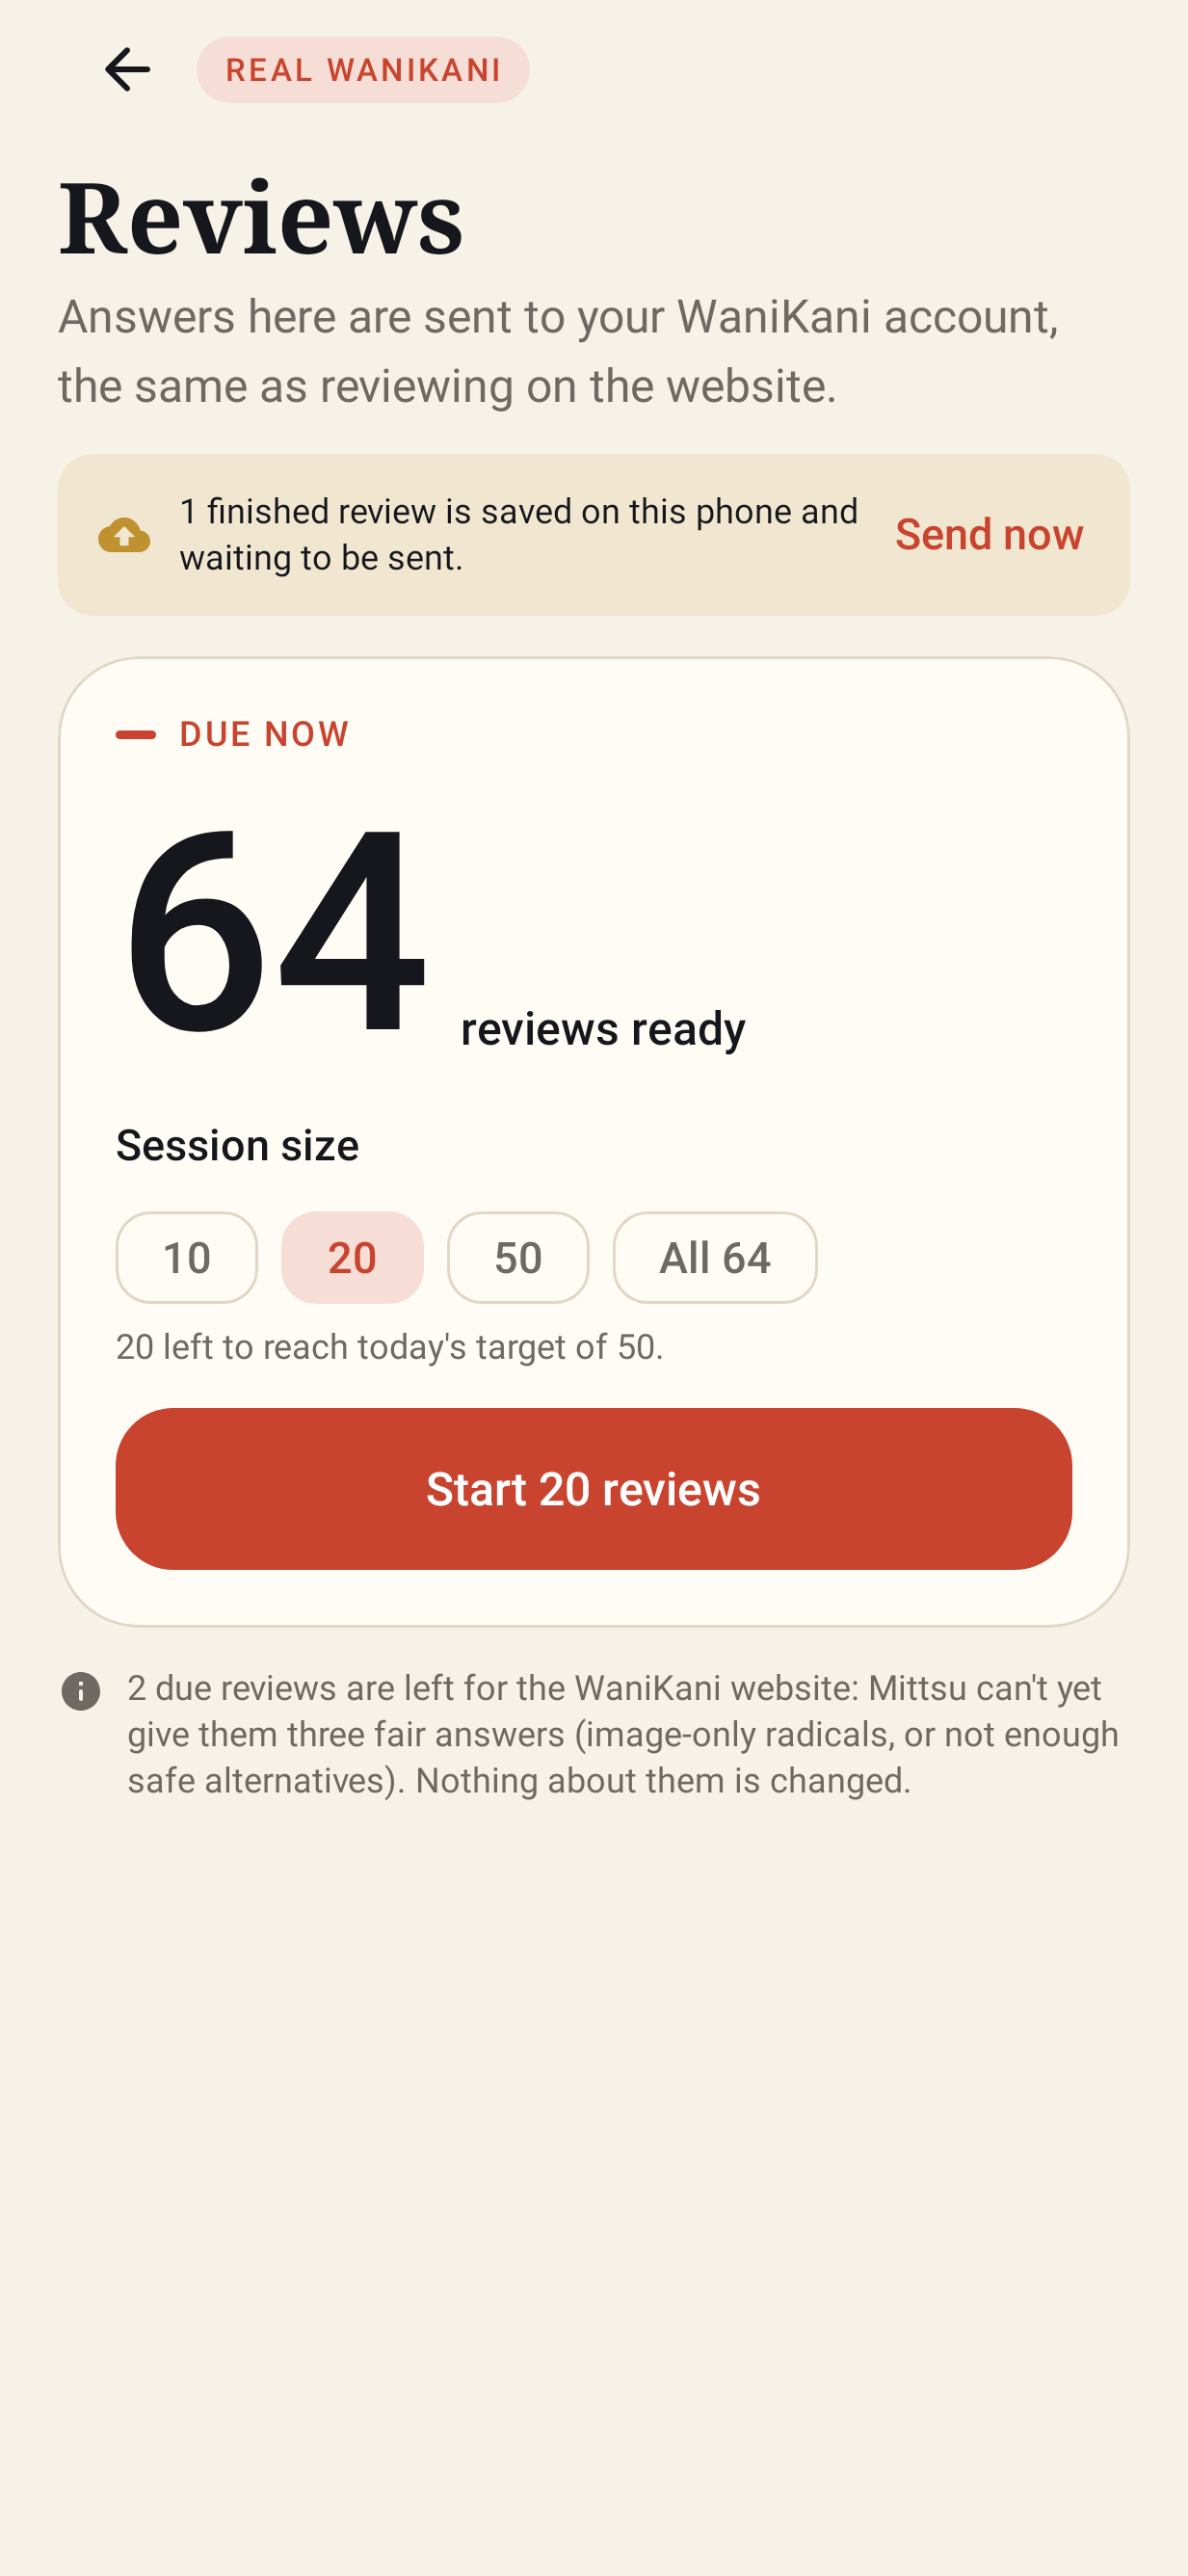 REAL WANIKANI
Reviews
Answers here are sent to your WaniKani account,
the same as reviewing on the website.
1 finished review is saved on this phone and
waiting to be sent.
Send now
DUE NOW
64 reviews ready
Session size
10 20 50 All 64
20 left to reach today's target of 50.
Start 20 reviews
2 due reviews are left for the WaniKani website: Mittsu can't yet
give them three fair answers (image-only radicals, or not enough
safe alternatives). Nothing about them is changed.